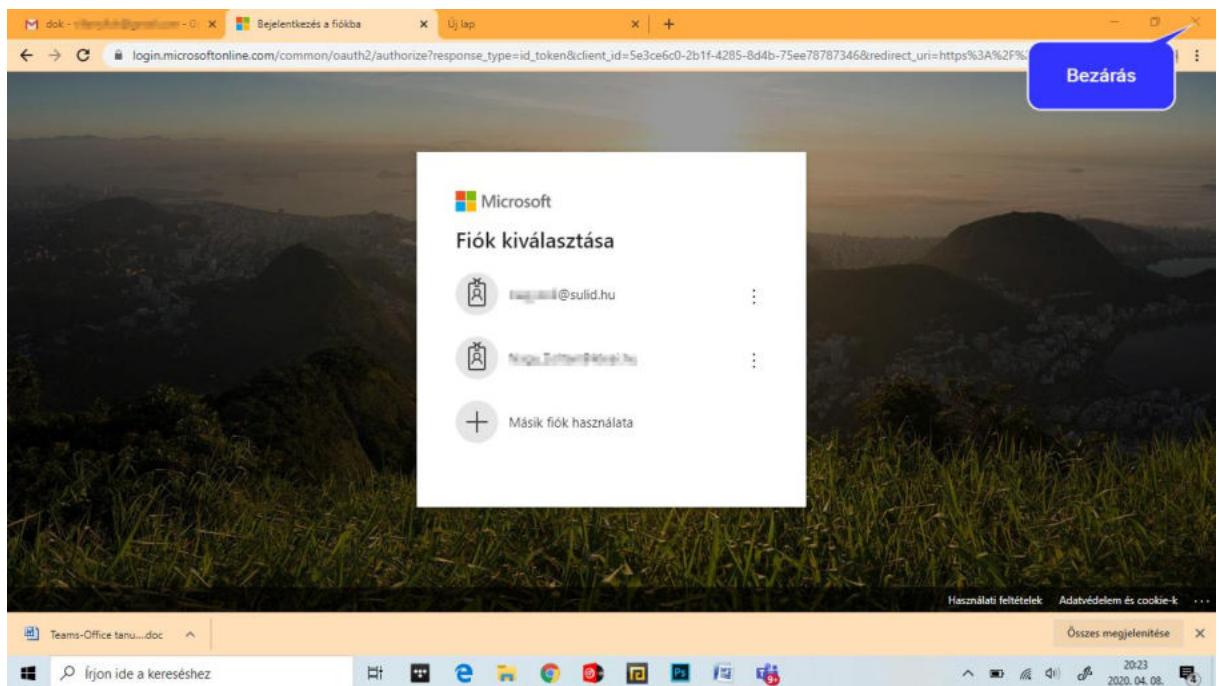 dok -
Bejelentkezés a fiókba
Új lap
login.microsoftonline.com/common/oauth2/authorize?response_type=id_token&client_id=5e3ce6c0-2b1f-4285-8d4b-75ee78787346&redirect_uri=https%3A%2F%
Bezárás
Microsoft
Fiók kiválasztása
@sulid.hu
Másik fiók használata
Használati feltételek Adatvédelem és cookie-k ...
Teams-Office tanu....doc
Összes megjelenítése
Írjon ide a kereséshez
9+
20:23
2020. 04. 08.
4